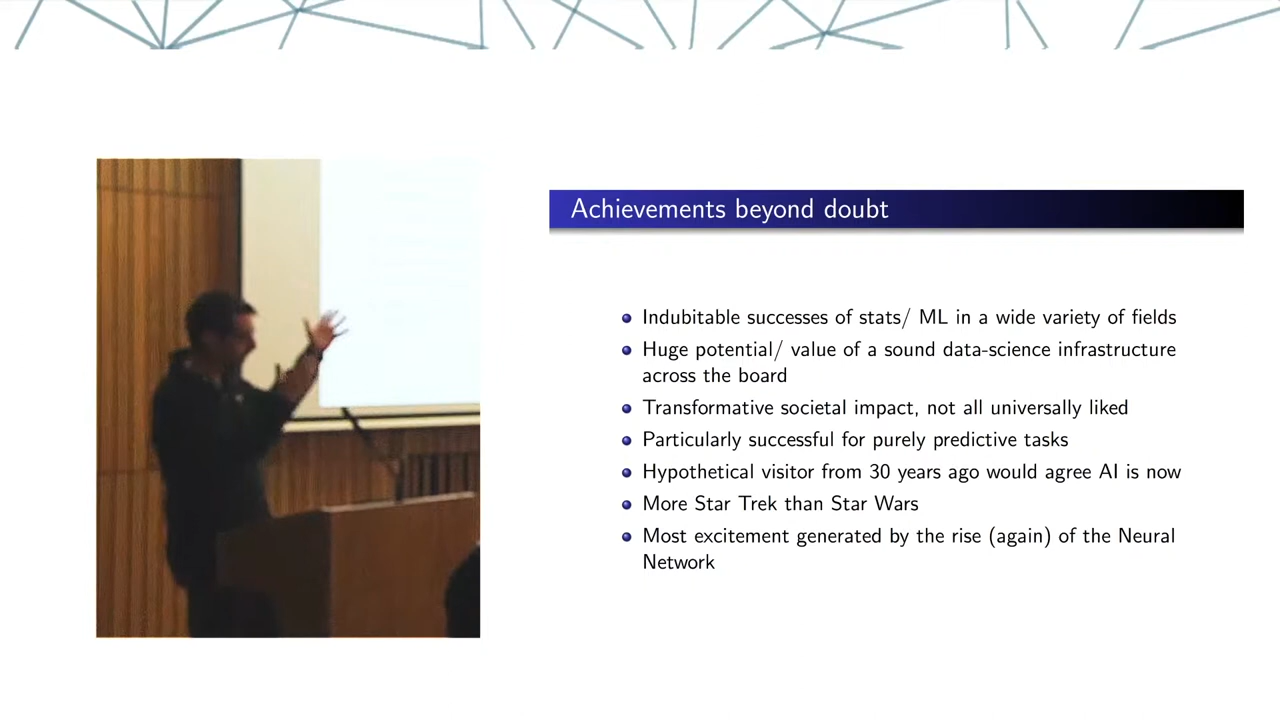 Achievements beyond doubt
Indubitable successes of stats/ ML in a wide variety of fields
Huge potential/ value of a sound data-science infrastructure
across the board
Transformative societal impact, not all universally liked
Particularly successful for purely predictive tasks
Hypothetical visitor from 30 years ago would agree AI is now
More Star Trek than Star Wars
Most excitement generated by the rise (again) of the Neural
Network